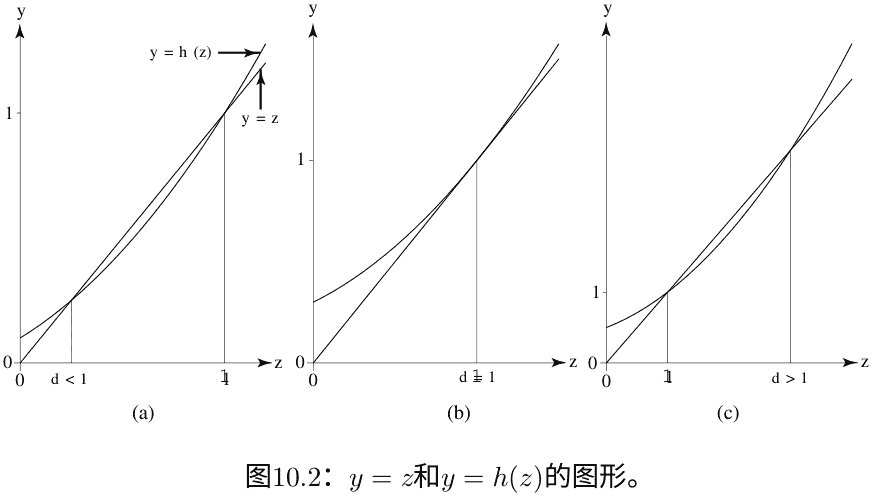 y
y = h (z)
y = z
1
0
0
d < 1
1
z
(a)
y
1
0
0
d = 1
1
z
(b)
y
1
0
0
1
d > 1
z
(c)
图10.2：y = z和y = h(z)的图形。